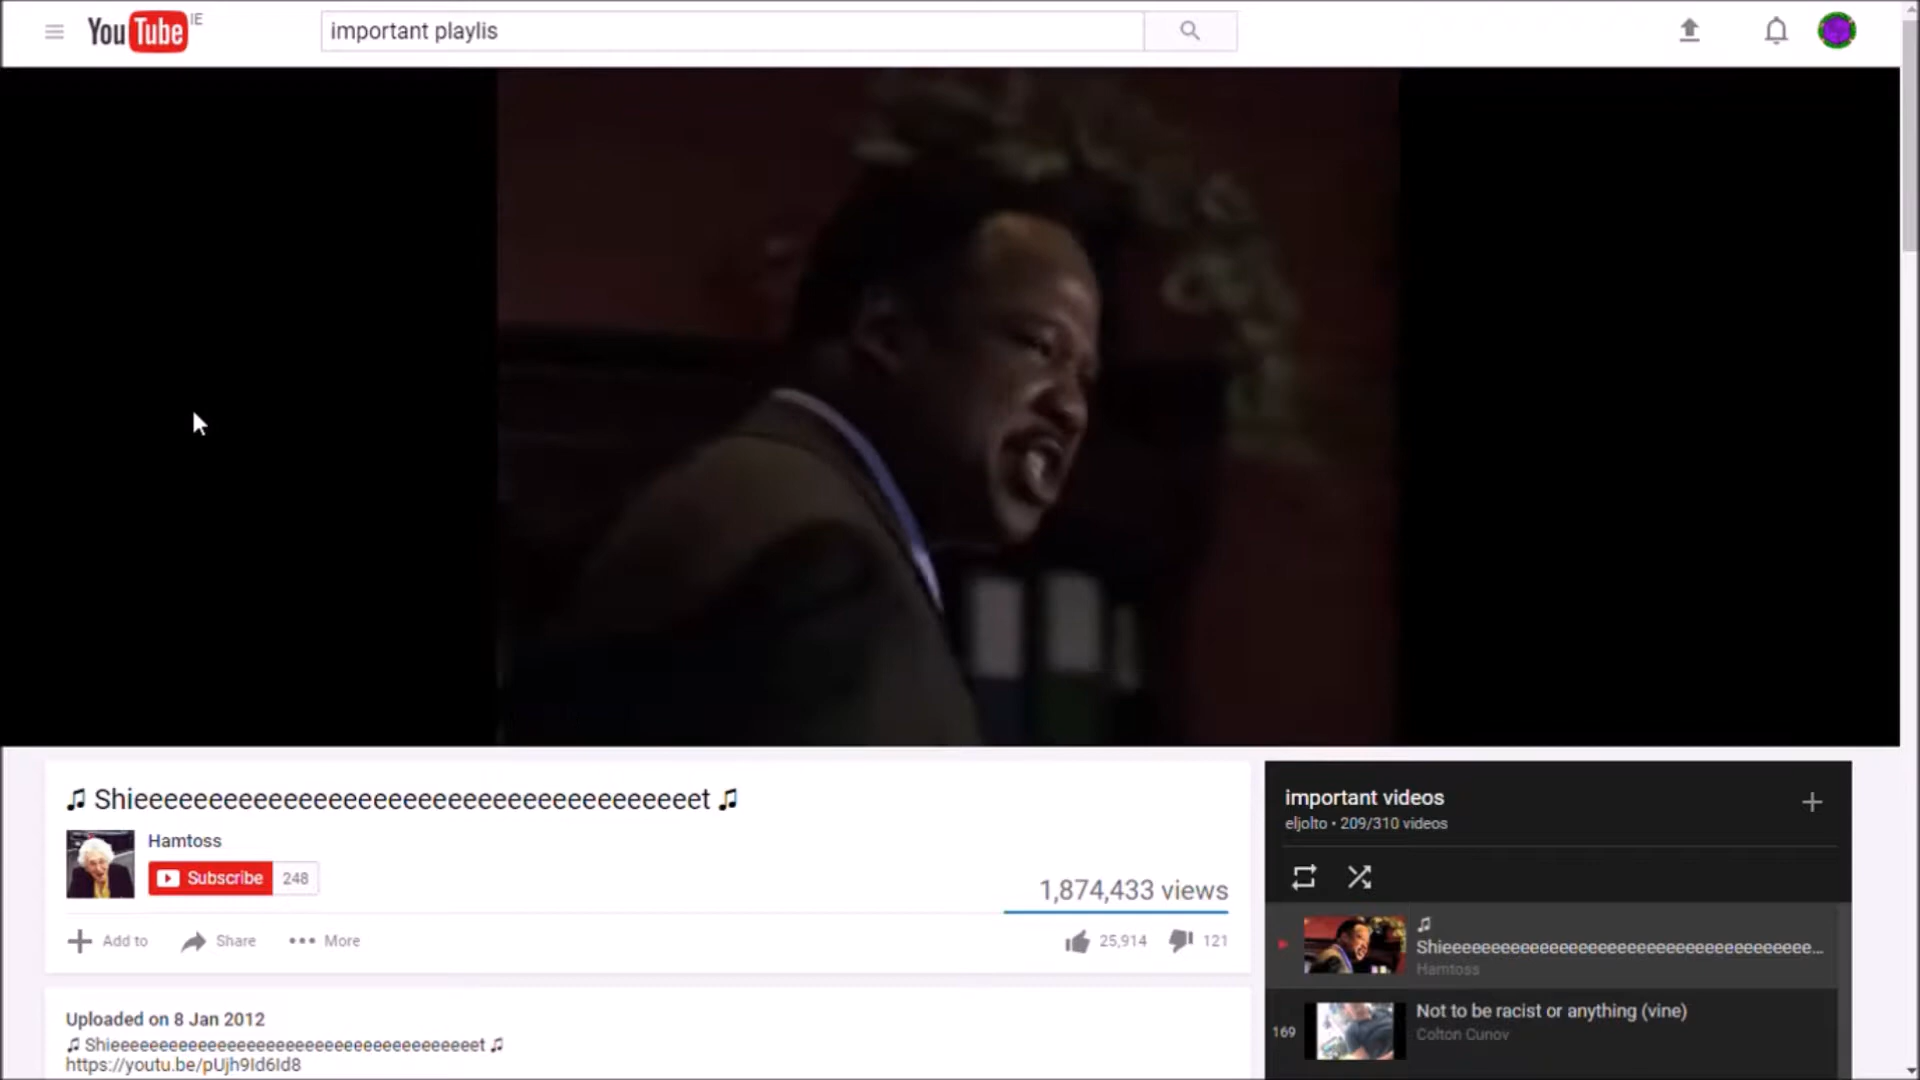 YouTube IE
important playlis
♫ Shieeeeeeeeeeeeeeeeeeeeeeeeeeeeeeeeeeeeeet ♫
Hamtoss
Subscribe 248
1,874,433 views
Add to Share More
25,914 121
Uploaded on 8 Jan 2012
♫ Shieeeeeeeeeeeeeeeeeeeeeeeeeeeeeeeeeeeeeet ♫
https://youtu.be/pUjh9Id6Id8
important videos
eljolto • 209/310 videos
♫
Shieeeeeeeeeeeeeeeeeeeeeeeeeeeeeeeeeeeeee...
Hamtoss
169
Not to be racist or anything (vine)
Colton Cunov